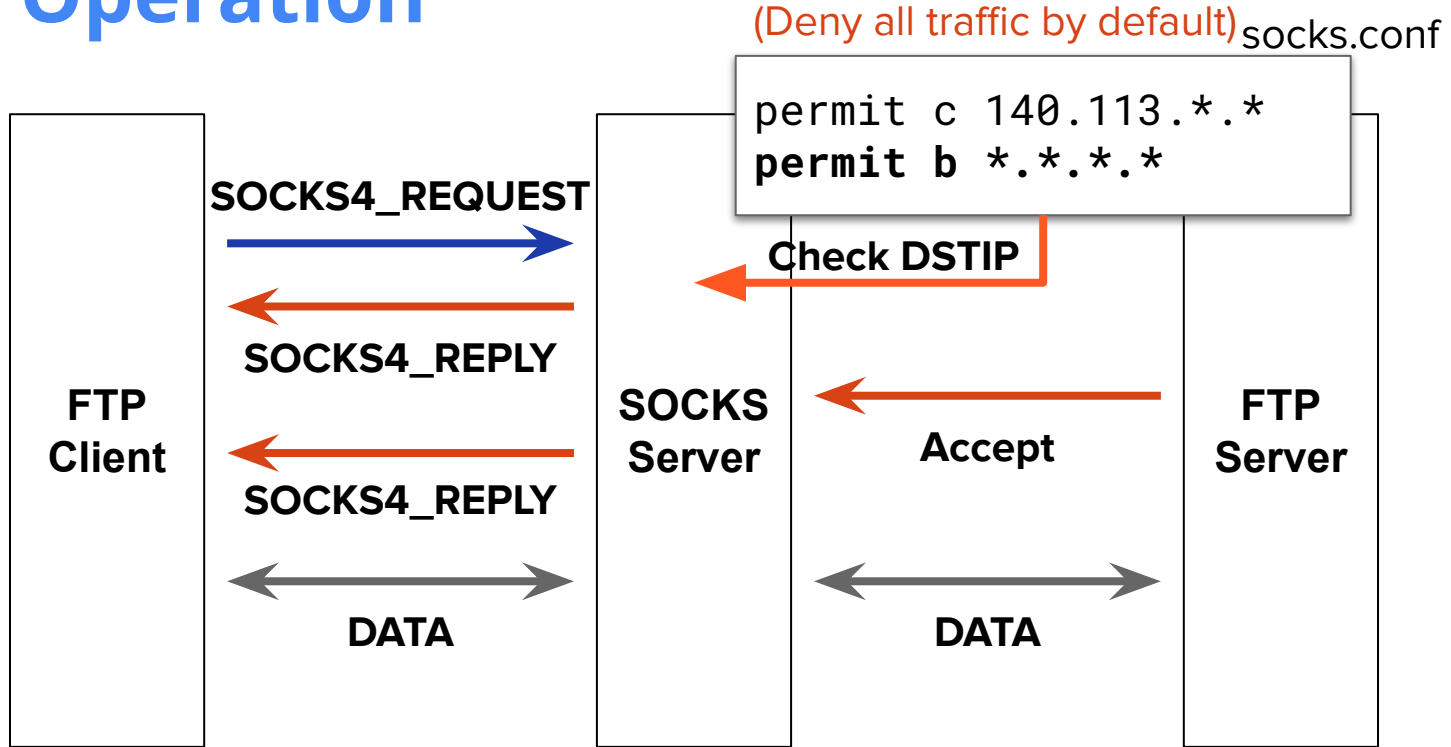 Operation
(Deny all traffic by default)
socks.conf
permit c 140.113.*.*
permit b *.*.*.*
SOCKS4_REQUEST
Check DSTIP
SOCKS4_REPLY
FTP
Client
SOCKS
Server
Accept
FTP
Server
SOCKS4_REPLY
DATA
DATA